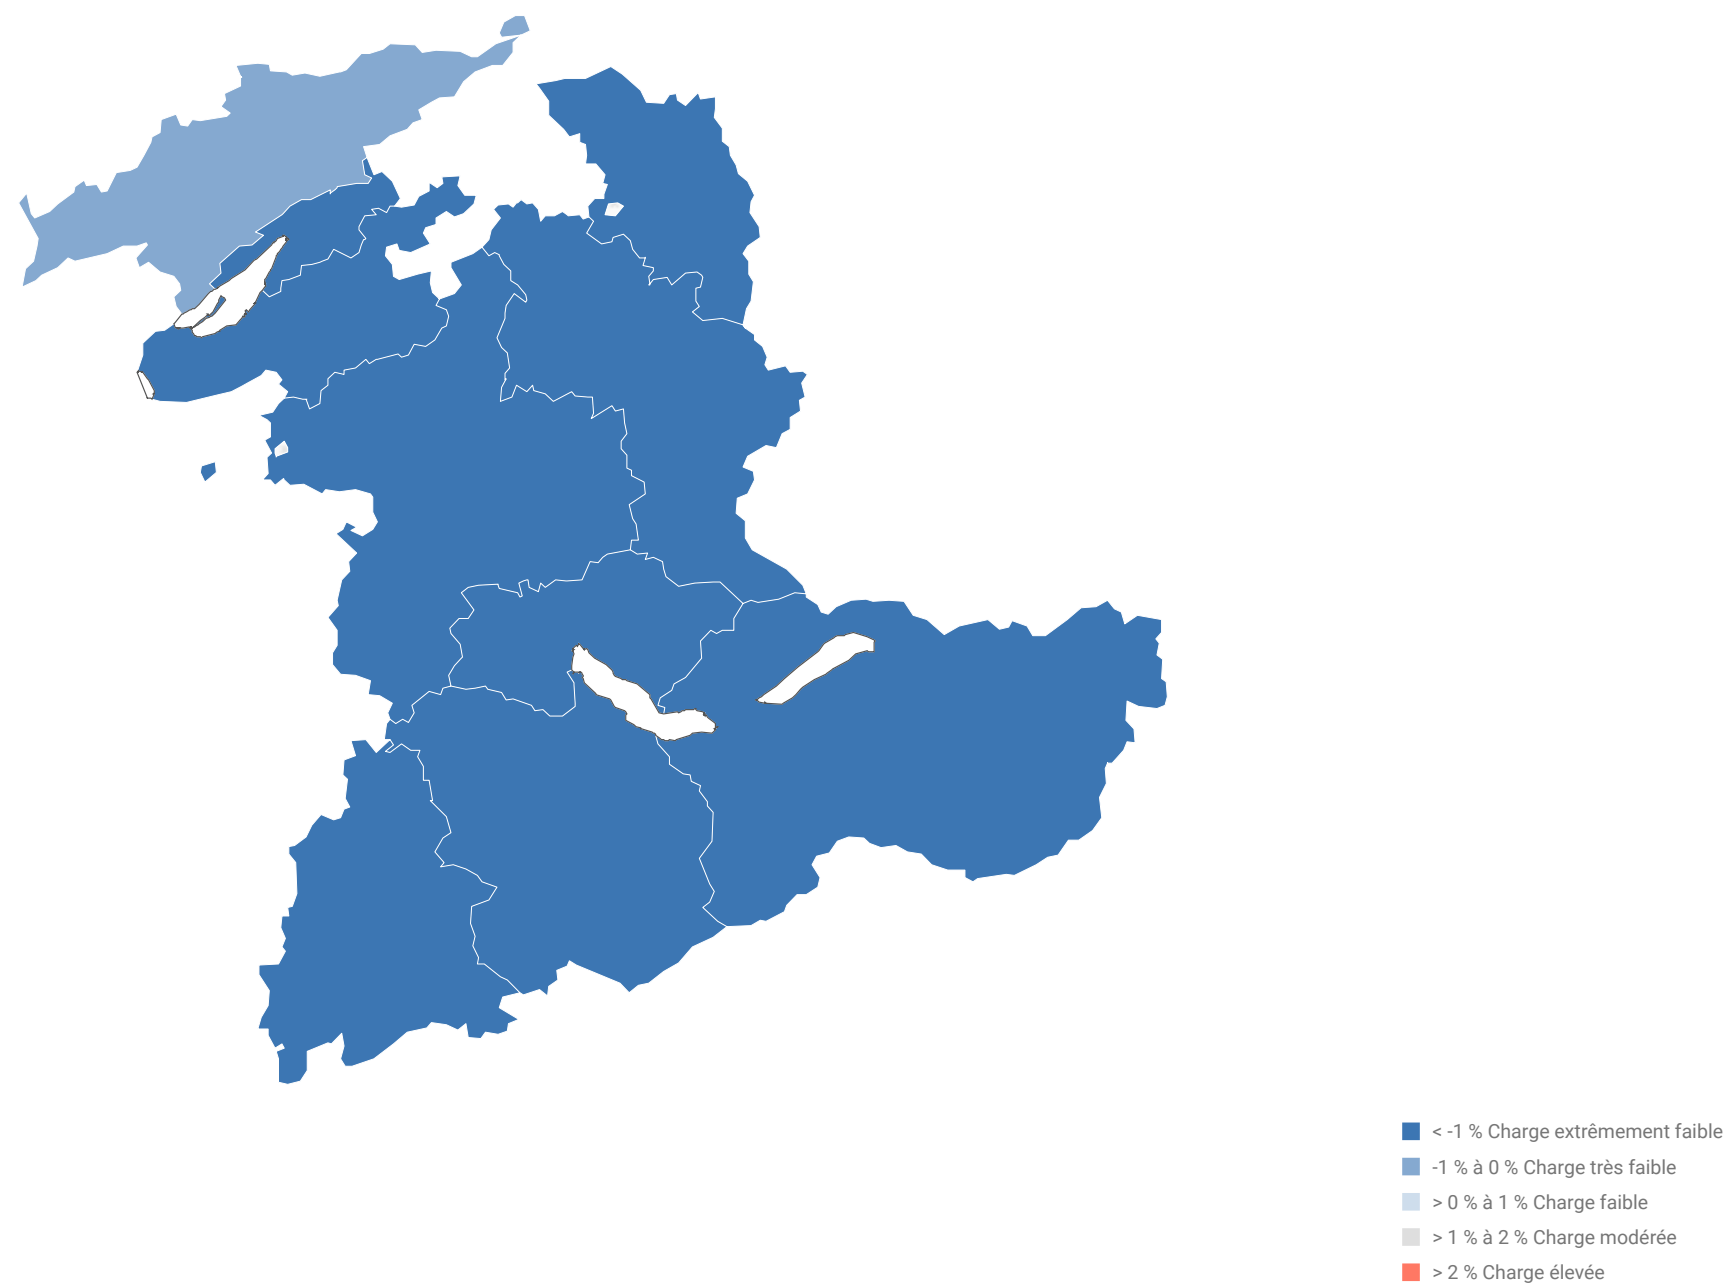 < -1 % Charge extrêmement faible
-1 % à 0 % Charge très faible
> 0 % à 1 % Charge faible
> 1 % à 2 % Charge modérée
> 2 % Charge élevée